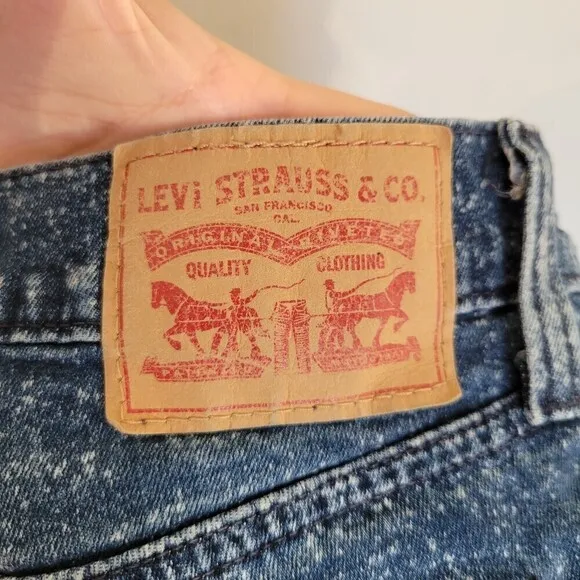 LEVI STRAUSS & CO.
SAN FRANCISCO
CAL.
ORIGINAL RIVETED
QUALITY CLOTHING